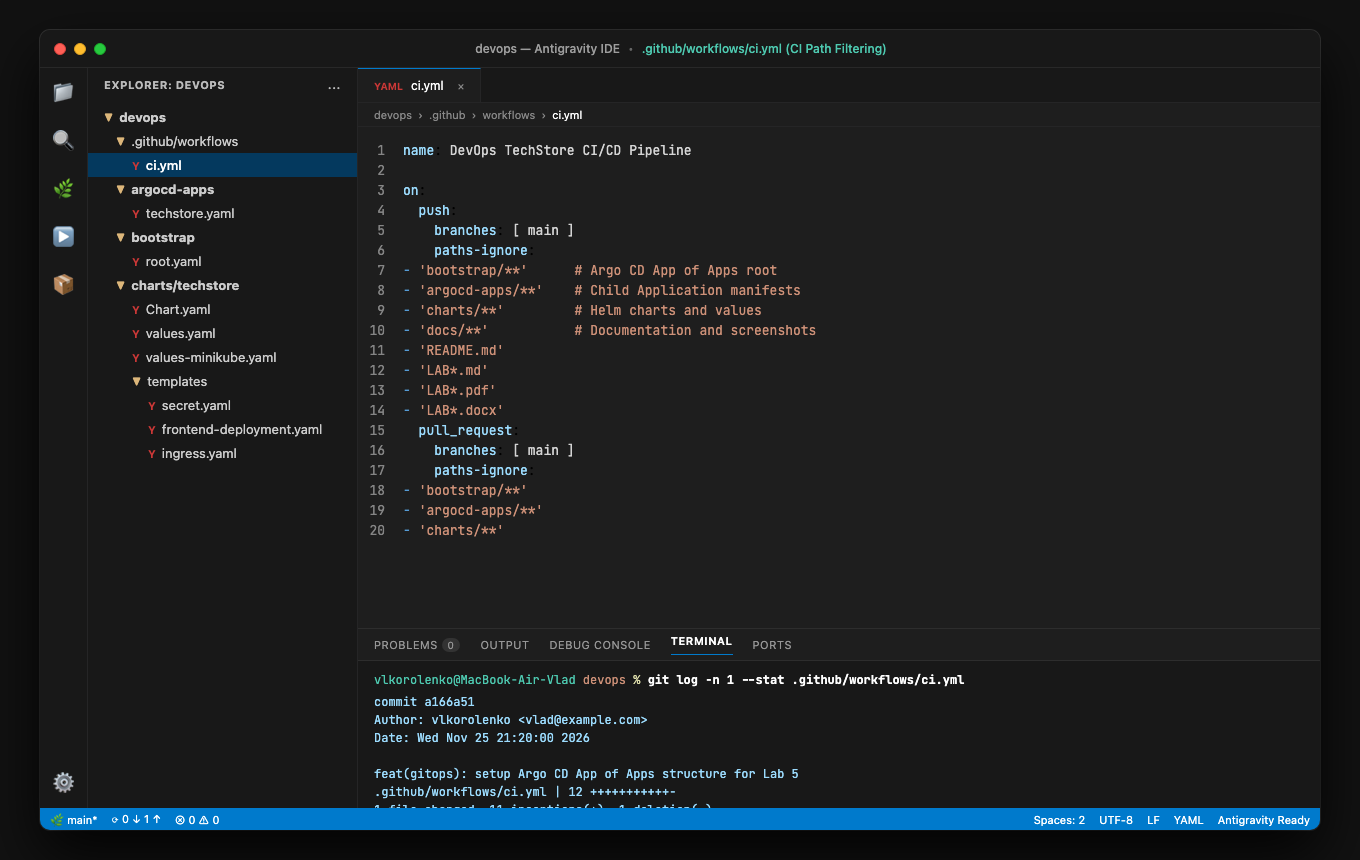 devops — Antigravity IDE • .github/workflows/ci.yml (CI Path Filtering)
EXPLORER: DEVOPS ...
▼ devops
▼ .github/workflows
Y ci.yml
▼ argocd-apps
Y techstore.yaml
▼ bootstrap
Y root.yaml
▼ charts/techstore
Y Chart.yaml
Y values.yaml
Y values-minikube.yaml
▼ templates
Y secret.yaml
Y frontend-deployment.yaml
Y ingress.yaml
YAML ci.yml ×
devops › .github › workflows › ci.yml
1 name: DevOps TechStore CI/CD Pipeline
2
3 on:
4   push:
5     branches: [ main ]
6     paths-ignore:
7 - 'bootstrap/**'      # Argo CD App of Apps root
8 - 'argocd-apps/**'    # Child Application manifests
9 - 'charts/**'         # Helm charts and values
10 - 'docs/**'           # Documentation and screenshots
11 - 'README.md'
12 - 'LAB*.md'
13 - 'LAB*.pdf'
14 - 'LAB*.docx'
15   pull_request:
16     branches: [ main ]
17     paths-ignore:
18 - 'bootstrap/**'
19 - 'argocd-apps/**'
20 - 'charts/**'
PROBLEMS 0 OUTPUT DEBUG CONSOLE TERMINAL PORTS
vlkorolenko@MacBook-Air-Vlad devops % git log -n 1 --stat .github/workflows/ci.yml
commit a166a51
Author: vlkorolenko <vlad@example.com>
Date: Wed Nov 25 21:20:00 2026
feat(gitops): setup Argo CD App of Apps structure for Lab 5
.github/workflows/ci.yml | 12 +++++++++++-
1 file changed, 11 insertions(+), 1 deletion(-)
main* 0 ↓ 1 ↑ 0 ⚠ 0 Spaces: 2 UTF-8 LF YAML Antigravity Ready